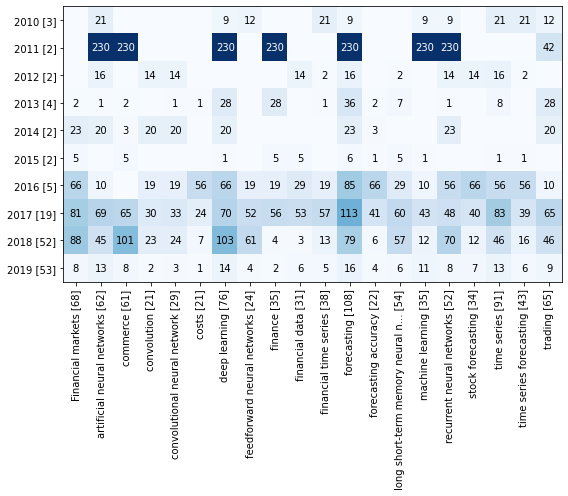 2010 [3] 21 9 12 21 9 9 9 21 21 12
2011 [2] 230 230 230 230 230 230 230 42
2012 [2] 16 14 14 14 2 16 2 14 14 16 2
2013 [4] 2 1 2 1 1 28 28 1 36 2 7 1 8 28
2014 [2] 23 20 3 20 20 20 23 3 23 20
2015 [2] 5 5 1 5 5 6 1 5 1 1 1
2016 [5] 66 10 19 19 56 66 19 19 29 19 85 66 29 10 56 66 56 56 10
2017 [19] 81 69 65 30 33 24 70 52 56 53 57 113 41 60 43 48 40 83 39 65
2018 [52] 88 45 101 23 24 7 103 61 4 3 13 79 6 57 12 70 12 46 16 46
2019 [53] 8 13 8 2 3 1 14 4 2 6 5 16 4 6 11 8 7 13 6 9
Financial markets [68]
artificial neural networks [62]
commerce [61]
convolution [21]
convolutional neural network [29]
costs [21]
deep learning [76]
feedforward neural networks [24]
finance [35]
financial data [31]
financial time series [38]
forecasting [108]
forecasting accuracy [22]
long short-term memory neural n... [54]
machine learning [35]
recurrent neural networks [52]
stock forecasting [34]
time series [91]
time series forecasting [43]
trading [65]